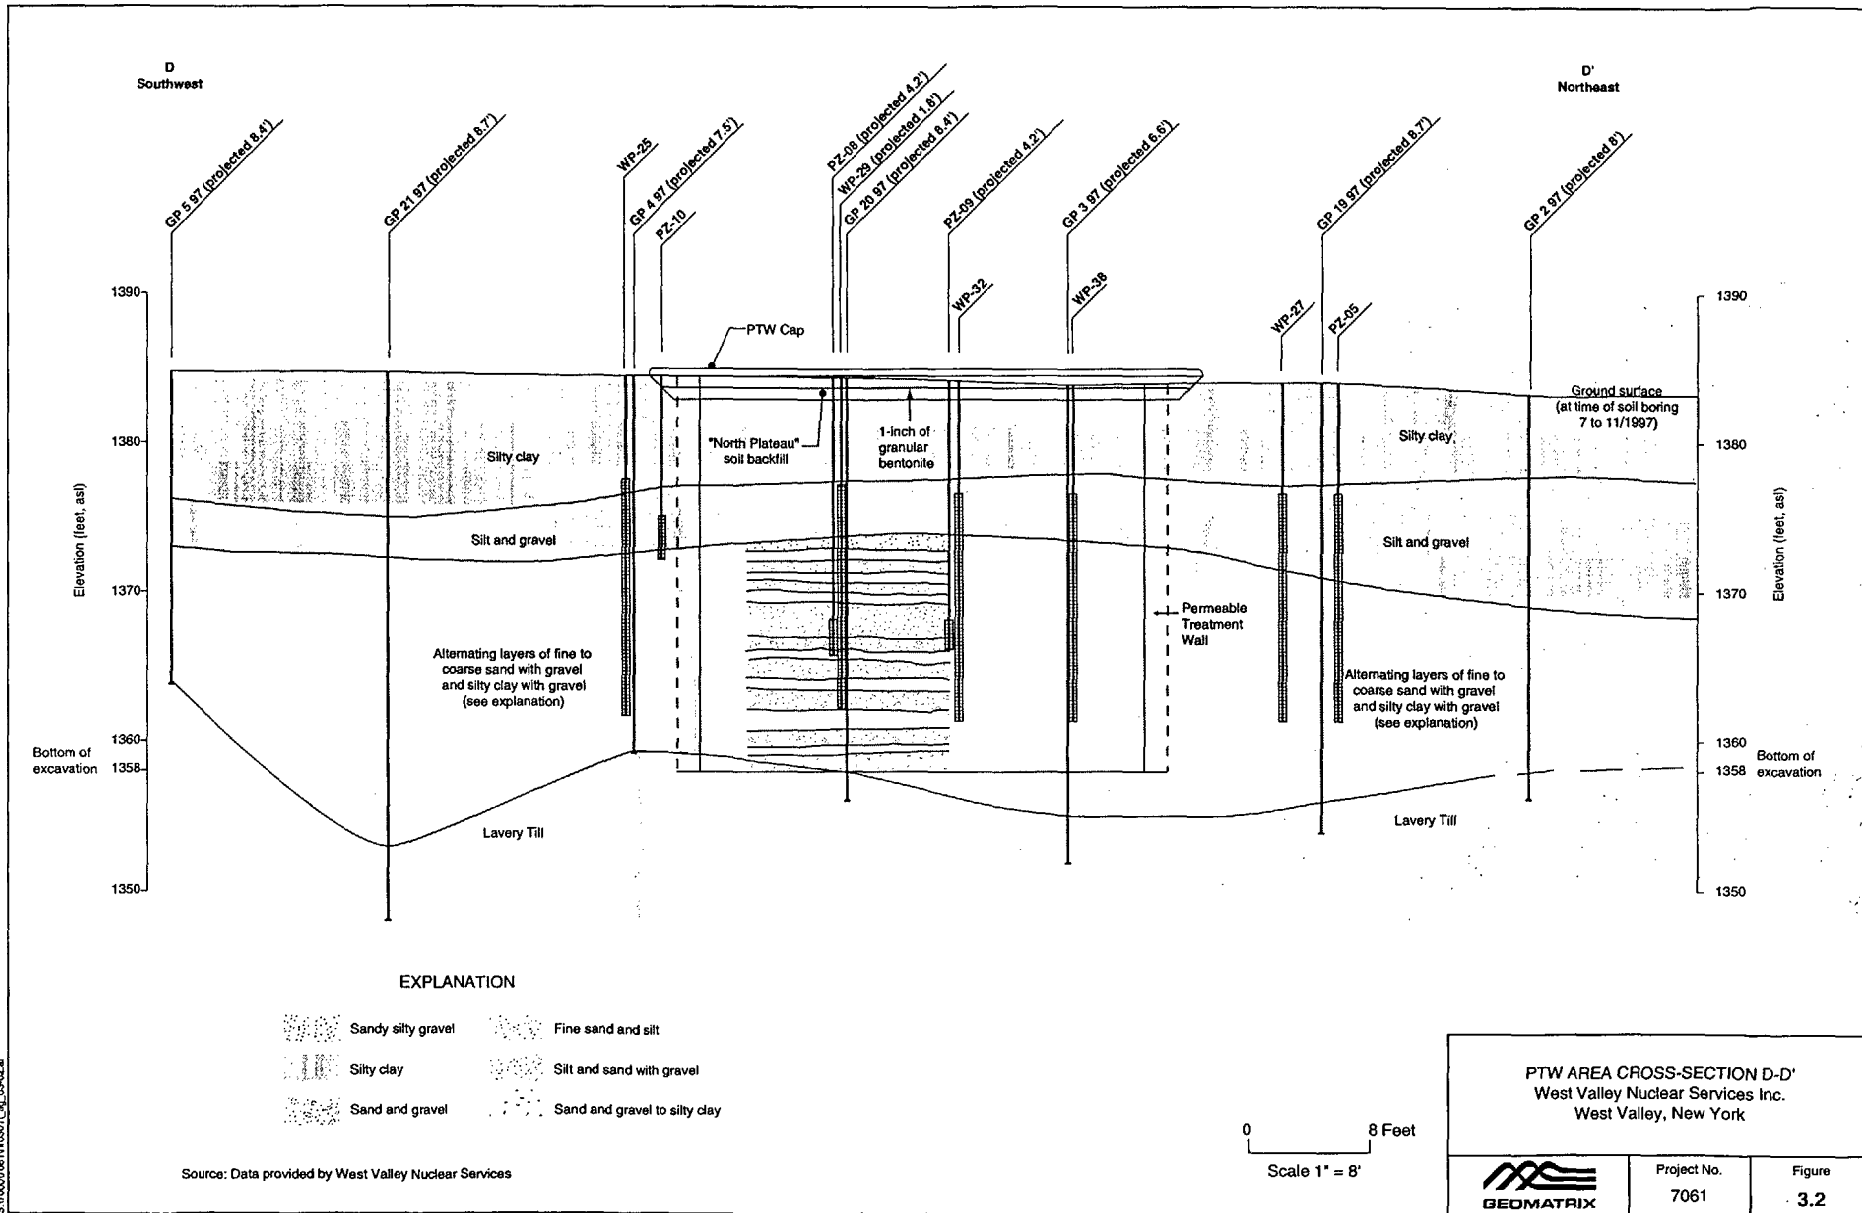 D
Southwest
D'
Northeast
GP 5 97 (projected 8.4')
GP 21 97 (projected 8.7')
WP-25
GP 4 97 (projected 7.5')
PZ-10
PZ-08 (projected 4.2')
WP-29 (projected 1.8')
GP 20 97 (projected 8.4')
PZ-09 (projected 4.2')
WP-32
GP 3 97 (projected 6.6')
WP-38
WP-27
GP 19 97 (projected 8.7')
PZ-05
GP 2 97 (projected 8')
1390
1380
1370
1360
1358
1350
Elevation (feet, asl)
Bottom of
excavation
PTW Cap
"North Plateau"
soil backfill
1-inch of
granular
bentonite
Silty clay
Silt and gravel
Alternating layers of fine to
coarse sand with gravel
and silty clay with gravel
(see explanation)
Lavery Till
Permeable
Treatment
Wall
Ground surface
(at time of soil boring
7 to 11/1997)
Silty clay
Silt and gravel
Alternating layers of fine to
coarse sand with gravel
and silty clay with gravel
(see explanation)
Lavery Till
1390
1380
1370
1360
1358
1350
Elevation (feet, asl)
Bottom of
excavation
EXPLANATION
Sandy silty gravel
Fine sand and silt
Silty clay
Silt and sand with gravel
Sand and gravel
Sand and gravel to silty clay
Source: Data provided by West Valley Nuclear Services
0 8 Feet
Scale 1" = 8'
PTW AREA CROSS-SECTION D-D'
West Valley Nuclear Services Inc.
West Valley, New York
GEOMATRIX
Project No.
7061
Figure
3.2